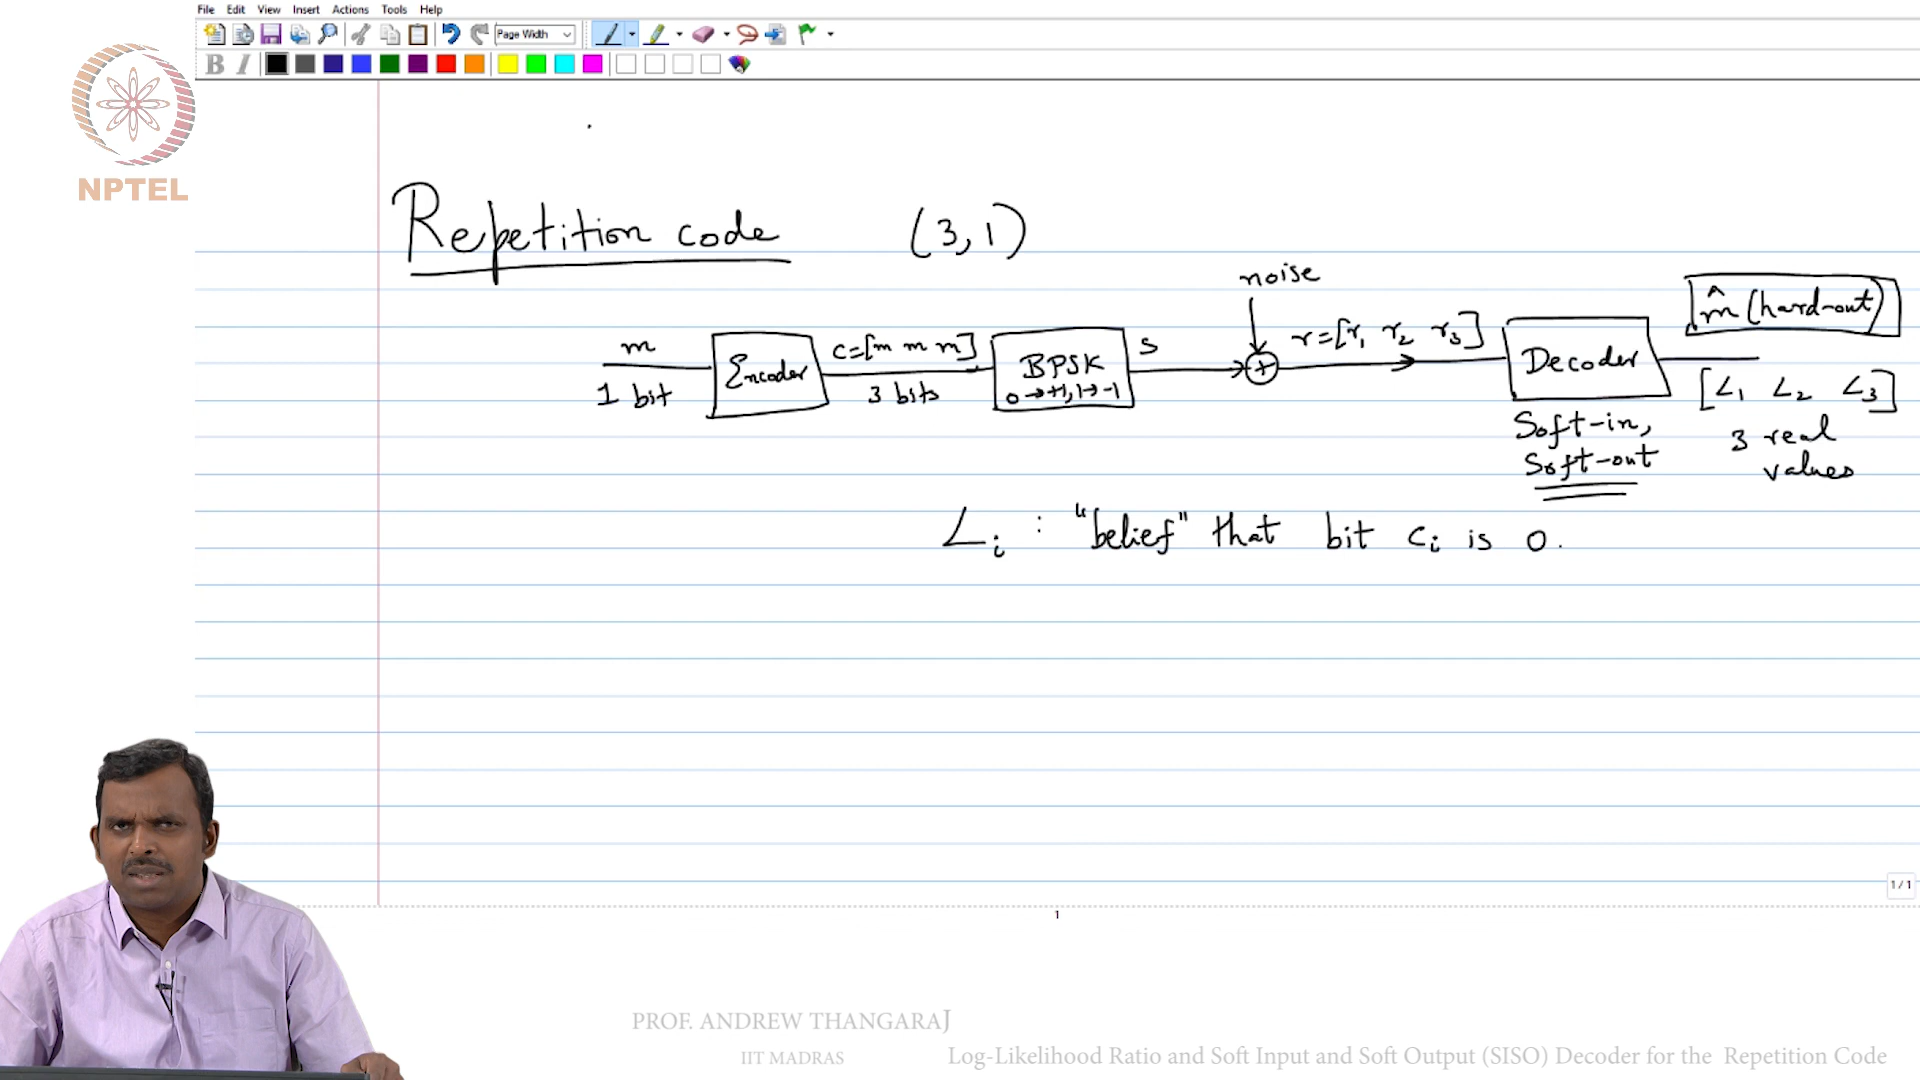 File Edit View Insert Actions Tools Help
Page Width
B I
NPTEL
Repetition code (3,1)
noise
m̂ (hard-out)
m
c=[m m m]
s
r=[r₁ r₂ r₃]
Encoder
BPSK
0→+1, 1→-1
+
Decoder
1 bit
3 bits
[L₁ L₂ L₃]
Soft-in,
Soft-out
3 real
values
Lᵢ : "belief" that bit cᵢ is 0.
1/1
1
PROF. ANDREW THANGARAJ
IIT MADRAS
Log-Likelihood Ratio and Soft Input and Soft Output (SISO) Decoder for the Repetition Code